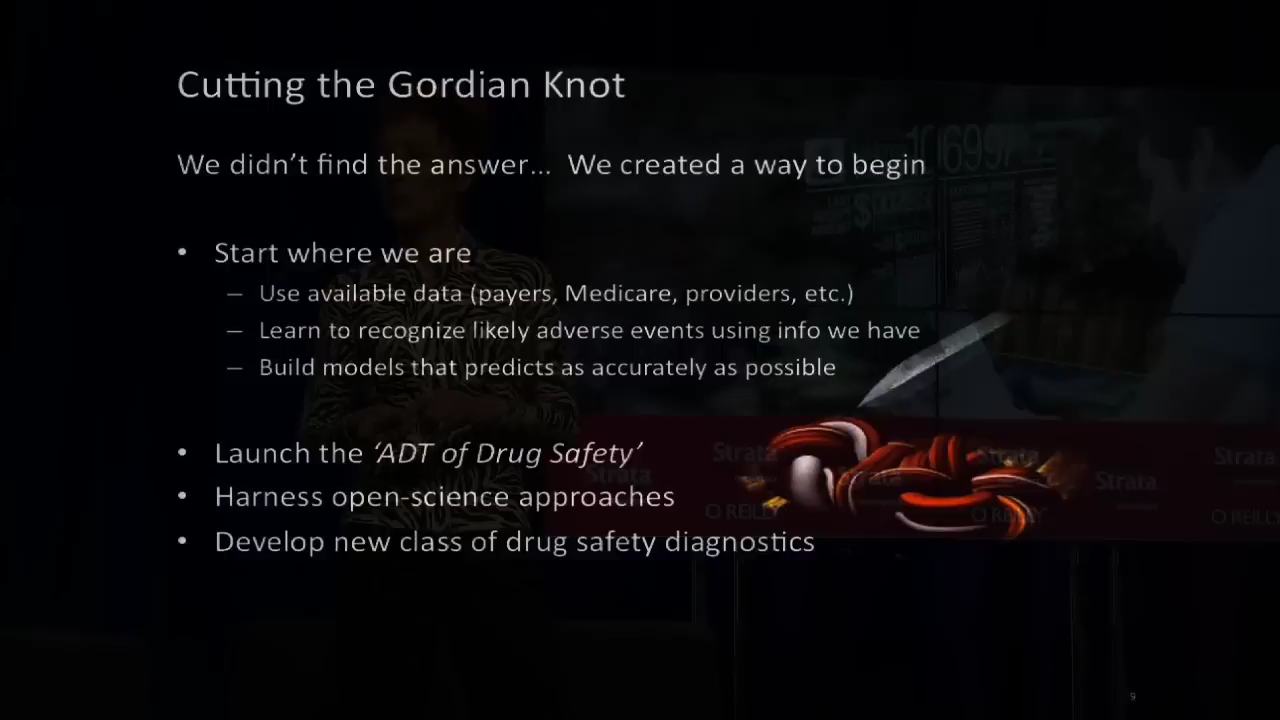 Cutting the Gordian Knot
We didn't find the answer... We created a way to begin
• Start where we are
– Use available data (payers, Medicare, providers, etc.)
– Learn to recognize likely adverse events using info we have
– Build models that predicts as accurately as possible
• Launch the 'ADT of Drug Safety'
• Harness open-science approaches
• Develop new class of drug safety diagnostics
Strata Strata Strata Strata
Strata
O'REILLY O'REILLY O'REILLY
9